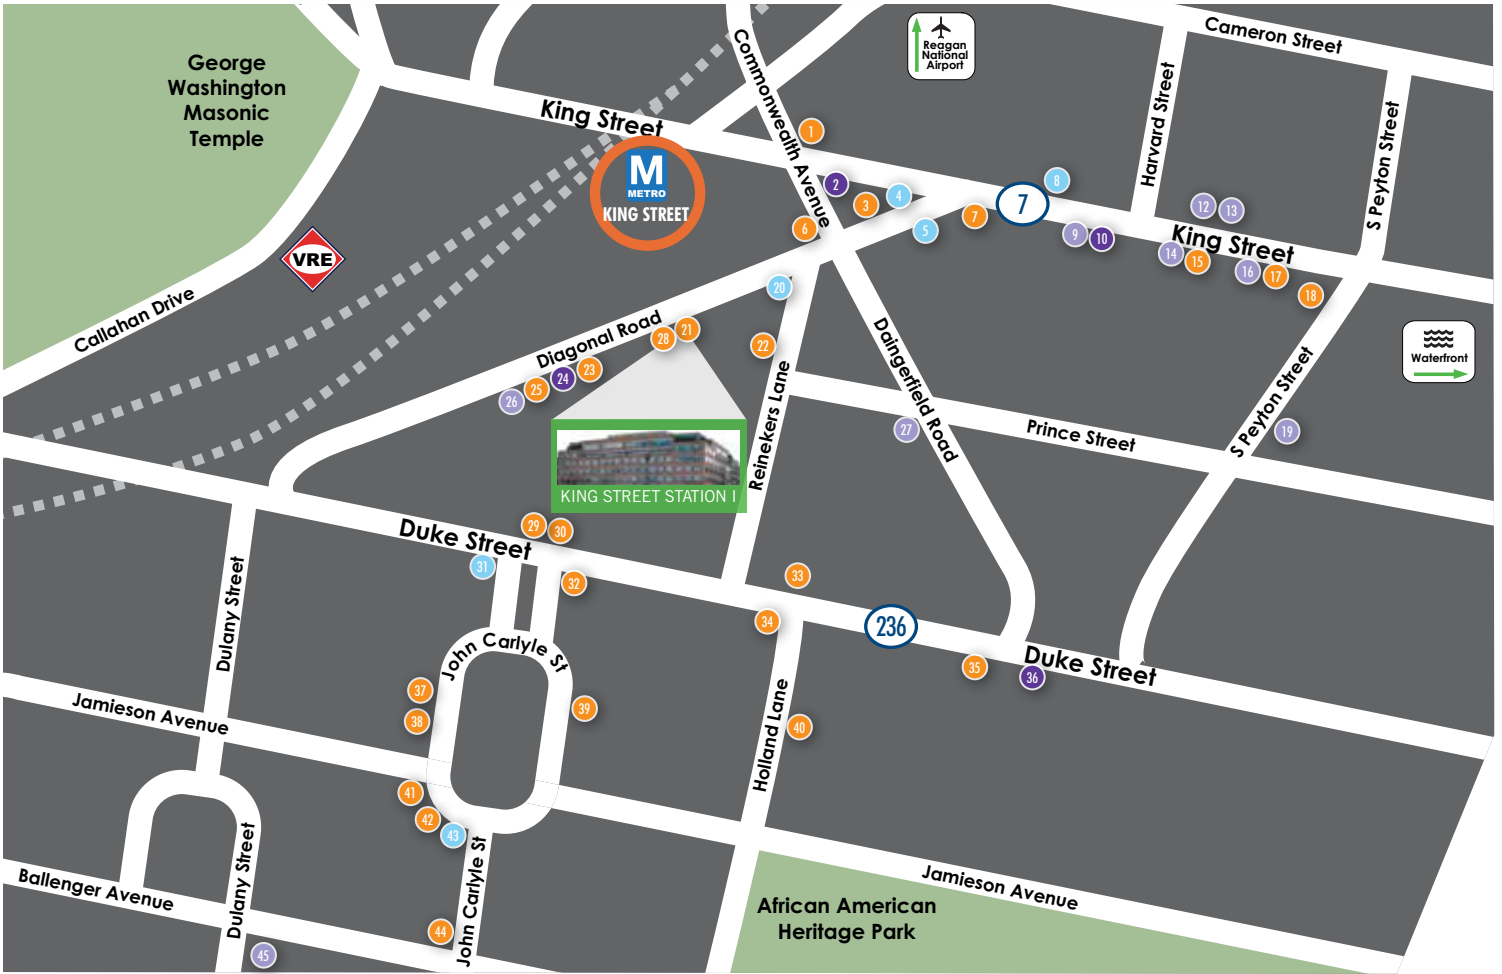 Cameron Street
Reagan
National
Airport
George
Washington
Masonic
Temple
Commonwealth Avenue
King Street
Harvard Street
S Peyton Street
1
M
METRO
KING STREET
2
3
4
8
7
7
12
13
6
5
9
10
King Street
14
15
16
17
18
VRE
Callahan Drive
20
Diagonal Road
21
28
22
Daingerfield Road
Waterfront
23
24
25
26
Reinekers Lane
S Peyton Street
27
Prince Street
19
KING STREET STATION I
Duke Street
29
30
31
32
33
Dulany Street
34
236
John Carlyle St
35
36
Duke Street
37
38
39
40
Jamieson Avenue
Holland Lane
41
42
43
Dulany Street
John Carlyle St
Ballenger Avenue
Jamieson Avenue
African American
Heritage Park
44
45